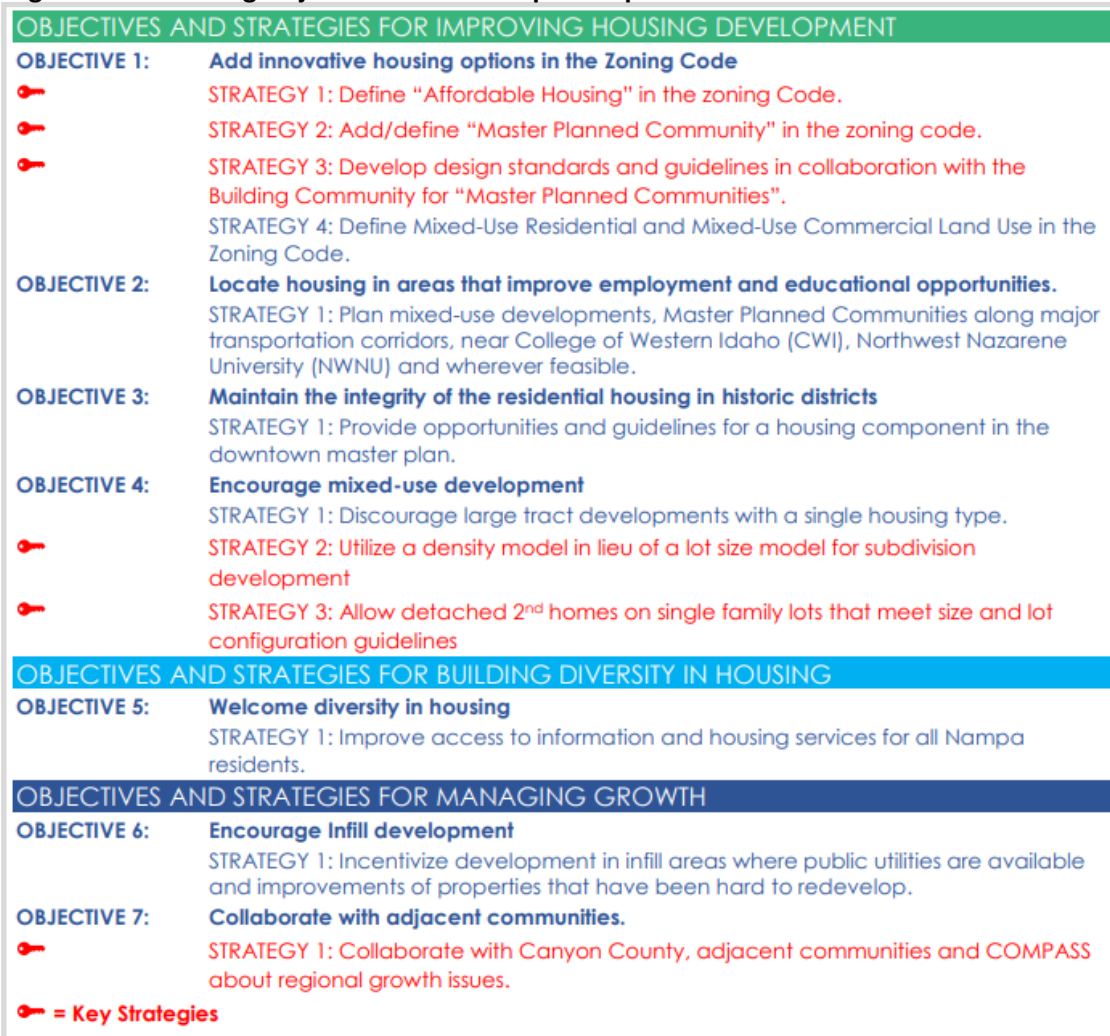 OBJECTIVES AND STRATEGIES FOR IMPROVING HOUSING DEVELOPMENT
OBJECTIVE 1: Add innovative housing options in the Zoning Code
STRATEGY 1: Define “Affordable Housing” in the zoning Code.
STRATEGY 2: Add/define “Master Planned Community” in the zoning code.
STRATEGY 3: Develop design standards and guidelines in collaboration with the
Building Community for “Master Planned Communities”.
STRATEGY 4: Define Mixed-Use Residential and Mixed-Use Commercial Land Use in the
Zoning Code.
OBJECTIVE 2: Locate housing in areas that improve employment and educational opportunities.
STRATEGY 1: Plan mixed-use developments, Master Planned Communities along major
transportation corridors, near College of Western Idaho (CWI), Northwest Nazarene
University (NWNU) and wherever feasible.
OBJECTIVE 3: Maintain the integrity of the residential housing in historic districts
STRATEGY 1: Provide opportunities and guidelines for a housing component in the
downtown master plan.
OBJECTIVE 4: Encourage mixed-use development
STRATEGY 1: Discourage large tract developments with a single housing type.
STRATEGY 2: Utilize a density model in lieu of a lot size model for subdivision
development
STRATEGY 3: Allow detached 2nd homes on single family lots that meet size and lot
configuration guidelines
OBJECTIVES AND STRATEGIES FOR BUILDING DIVERSITY IN HOUSING
OBJECTIVE 5: Welcome diversity in housing
STRATEGY 1: Improve access to information and housing services for all Nampa
residents.
OBJECTIVES AND STRATEGIES FOR MANAGING GROWTH
OBJECTIVE 6: Encourage Infill development
STRATEGY 1: Incentivize development in infill areas where public utilities are available
and improvements of properties that have been hard to redevelop.
OBJECTIVE 7: Collaborate with adjacent communities.
STRATEGY 1: Collaborate with Canyon County, adjacent communities and COMPASS
about regional growth issues.
= Key Strategies